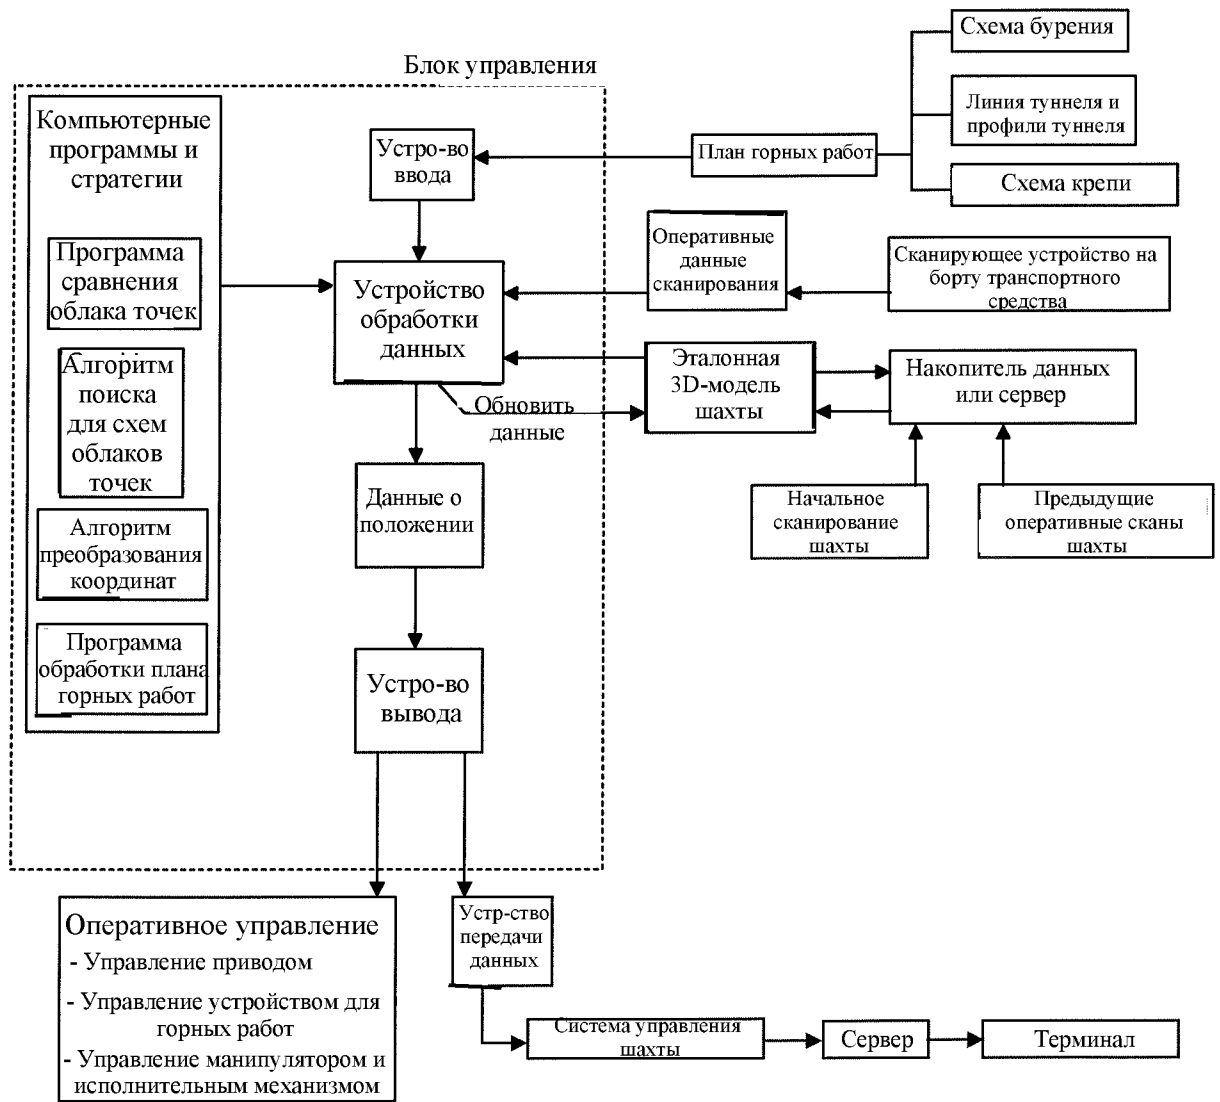 Блок управления
Компьютерные
программы и
стратегии
Программа
сравнения
облака точек
Алгоритм
поиска
для схем
облаков
точек
Алгоритм
преобразования
координат
Программа
обработки плана
горных работ
Устро-во
ввода
Устройство
обработки
данных
Обновить
данные
Данные о
положении
Устро-во
вывода
План горных работ
Схема бурения
Линия туннеля и
профили туннеля
Схема крепи
Оперативные
данные
сканирования
Сканирующее устройство на
борту транспортного
средства
Эталонная
3D-модель
шахты
Накопитель данных
или сервер
Начальное
сканирование
шахты
Предыдущие
оперативные сканы
шахты
Оперативное управление
- Управление приводом
- Управление устройством для
горных работ
- Управление манипулятором и
исполнительным механизмом
Устр-ство
передачи
данных
Система управления
шахты
Сервер
Терминал